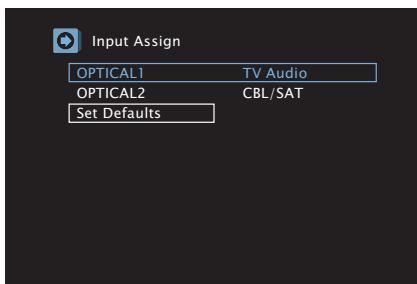 Input Assign
OPTICAL1 TV Audio
OPTICAL2 CBL/SAT
Set Defaults